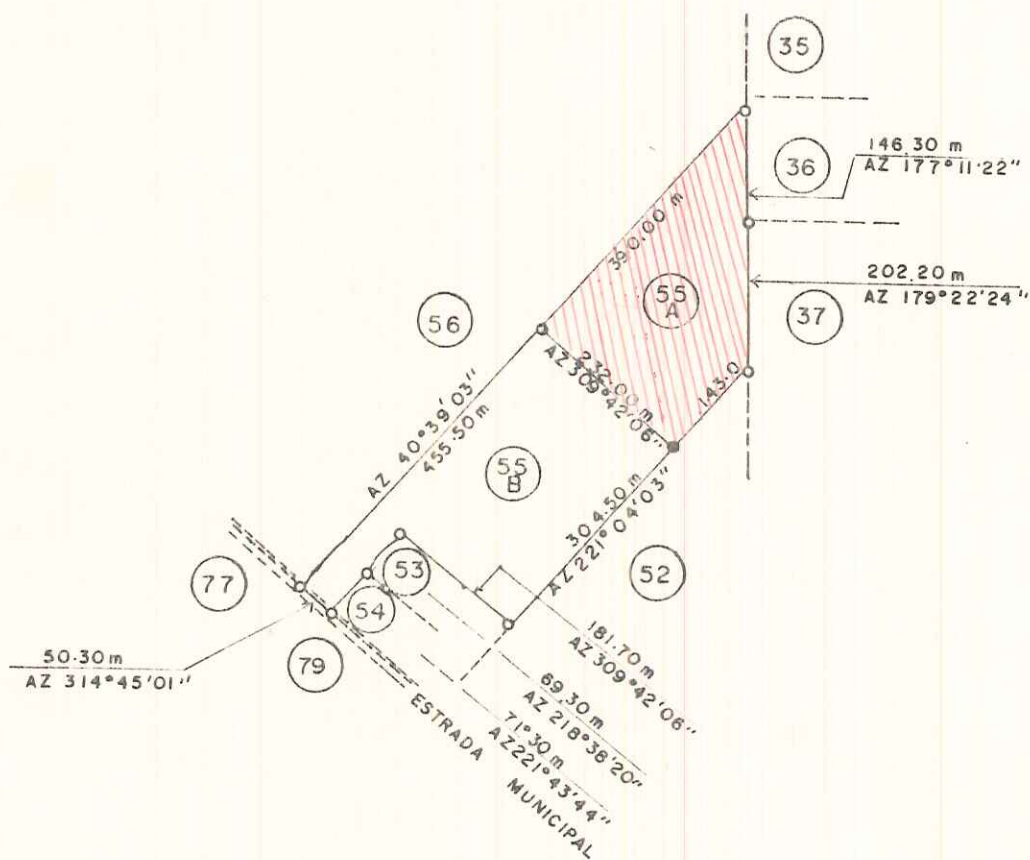 35
146.30 m
AZ 177°11'22"
36
390.00 m
202.20 m
AZ 179°22'24"
37
55
A
56
232.00 m
AZ 309°42'06"
143.0
AZ 40°39'03"
455.50 m
55
B
304.50 m
AZ 221°04'03"
52
53
77
54
50.30 m
AZ 314°45'01"
79
181.70 m
AZ 309°42'06"
69.30 m
AZ 218°38'20"
71.30 m
AZ 221°43'44"
ESTRADA MUNICIPAL